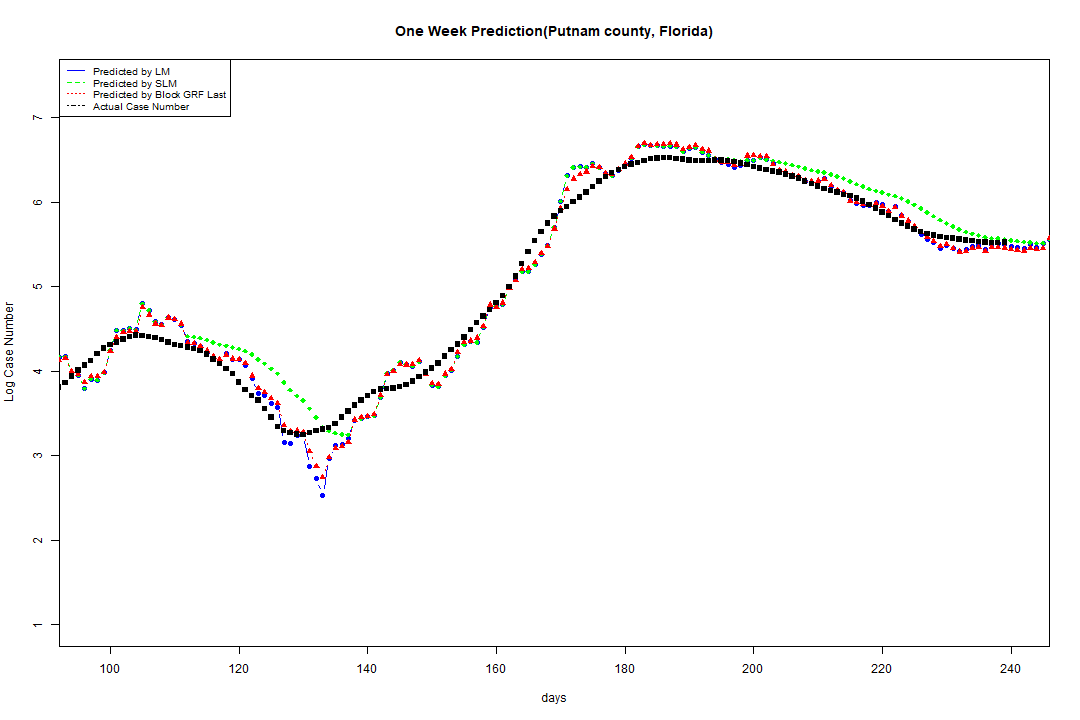 One Week Prediction(Putnam county, Florida)
Predicted by LM
Predicted by SLM
Predicted by Block GRF Last
Actual Case Number
7
6
5
4
3
2
1
Log Case Number
100 120 140 160 180 200 220 240
days